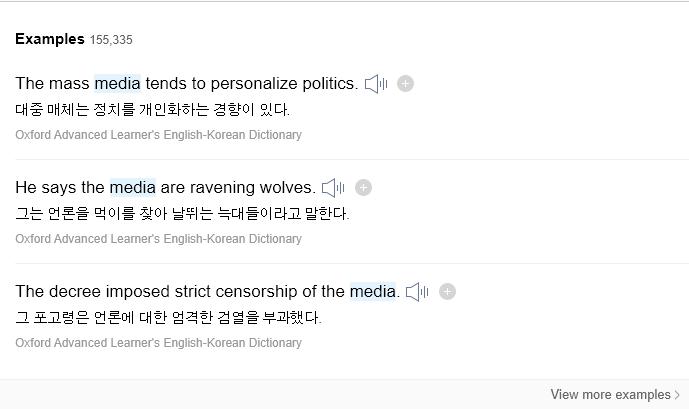 Examples 155,335
The mass media tends to personalize politics.
대중 매체는 정치를 개인화하는 경향이 있다.
Oxford Advanced Learner's English-Korean Dictionary
He says the media are ravening wolves.
그는 언론을 먹이를 찾아 날뛰는 늑대들이라고 말한다.
Oxford Advanced Learner's English-Korean Dictionary
The decree imposed strict censorship of the media.
그 포고령은 언론에 대한 엄격한 검열을 부과했다.
Oxford Advanced Learner's English-Korean Dictionary
View more examples